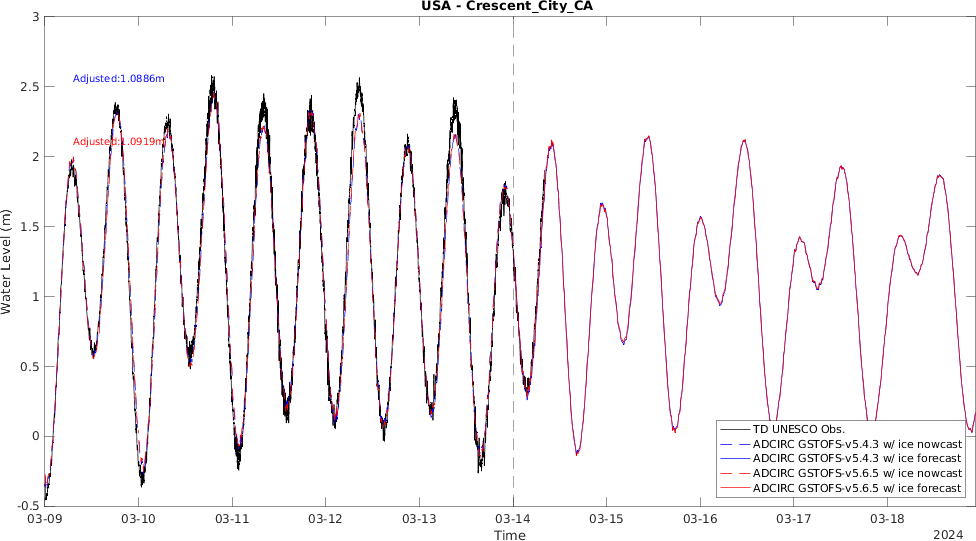 USA - Crescent_City_CA
3
2.5
2
1.5
1
0.5
0
-0.5
Water Level (m)
Adjusted:1.0886m
Adjusted:1.0919m
TD UNESCO Obs.
ADCIRC GSTOFS-v5.4.3 w/ ice nowcast
ADCIRC GSTOFS-v5.4.3 w/ ice forecast
ADCIRC GSTOFS-v5.6.5 w/ ice nowcast
ADCIRC GSTOFS-v5.6.5 w/ ice forecast
03-09 03-10 03-11 03-12 03-13 03-14 03-15 03-16 03-17 03-18
Time
2024